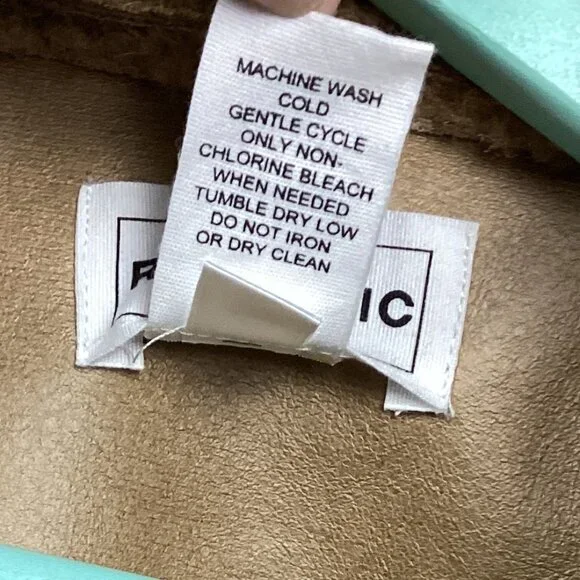 MACHINE WASH
COLD
GENTLE CYCLE
ONLY NON-
CHLORINE BLEACH
WHEN NEEDED
TUMBLE DRY LOW
DO NOT IRON
OR DRY CLEAN
IC